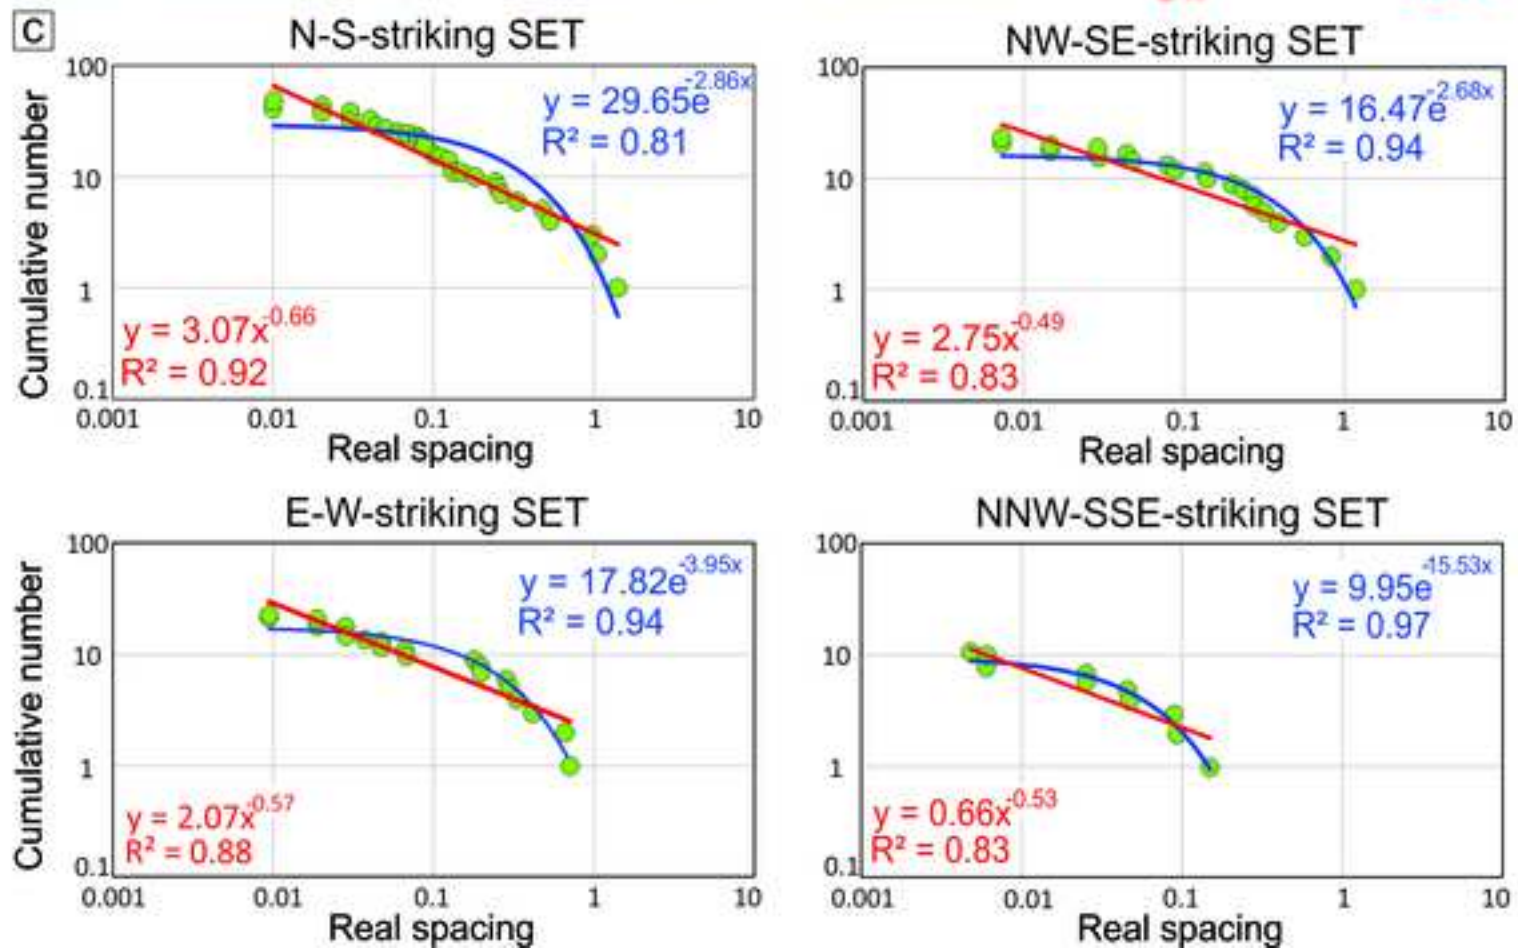 C
N-S-striking SET
Cumulative number
100
10
1
0.1
y = 29.65e^-2.86x
R² = 0.81
y = 3.07x^-0.66
R² = 0.92
0.001 0.01 0.1 1 10
Real spacing
NW-SE-striking SET
100
10
1
0.1
y = 16.47e^-2.68x
R² = 0.94
y = 2.75x^-0.49
R² = 0.83
0.001 0.01 0.1 1 10
Real spacing
E-W-striking SET
Cumulative number
100
10
1
0.1
y = 17.82e^-3.95x
R² = 0.94
y = 2.07x^-0.57
R² = 0.88
0.001 0.01 0.1 1 10
Real spacing
NNW-SSE-striking SET
100
10
1
0.1
y = 9.95e^-15.53x
R² = 0.97
y = 0.66x^-0.53
R² = 0.83
0.001 0.01 0.1 1 10
Real spacing